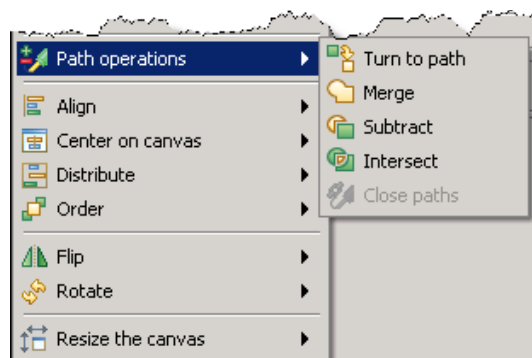 Path operations
Align
Center on canvas
Distribute
Order
Flip
Rotate
Resize the canvas
Turn to path
Merge
Subtract
Intersect
Close paths